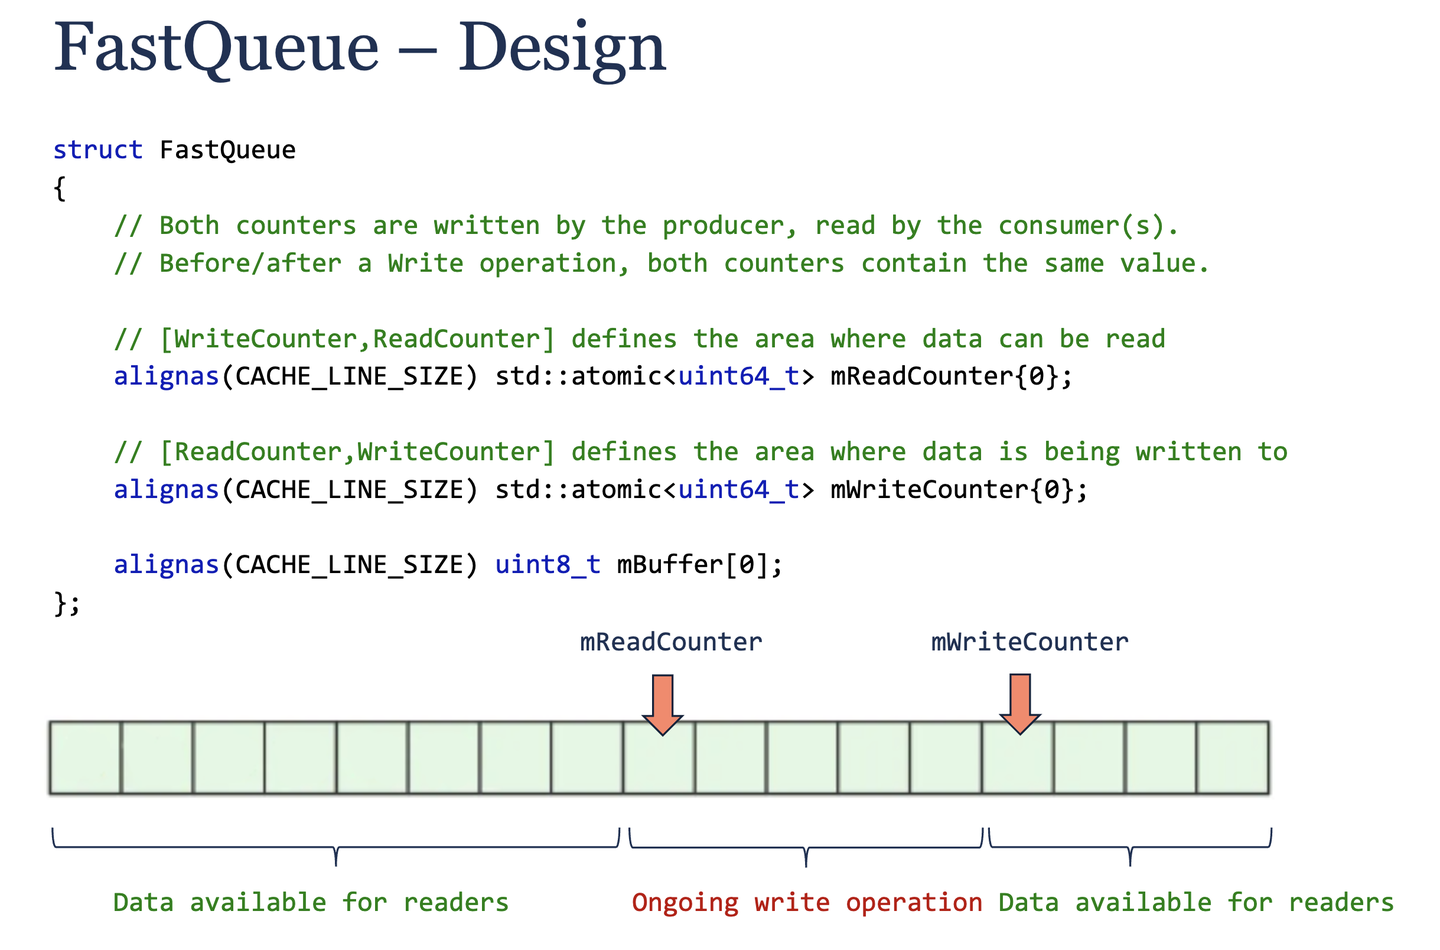 FastQueue – Design
struct FastQueue
{
// Both counters are written by the producer, read by the consumer(s).
// Before/after a Write operation, both counters contain the same value.
// [WriteCounter,ReadCounter] defines the area where data can be read
alignas(CACHE_LINE_SIZE) std::atomic<uint64_t> mReadCounter{0};
// [ReadCounter,WriteCounter] defines the area where data is being written to
alignas(CACHE_LINE_SIZE) std::atomic<uint64_t> mWriteCounter{0};
alignas(CACHE_LINE_SIZE) uint8_t mBuffer[0];
};
mReadCounter mWriteCounter
Data available for readers Ongoing write operation Data available for readers